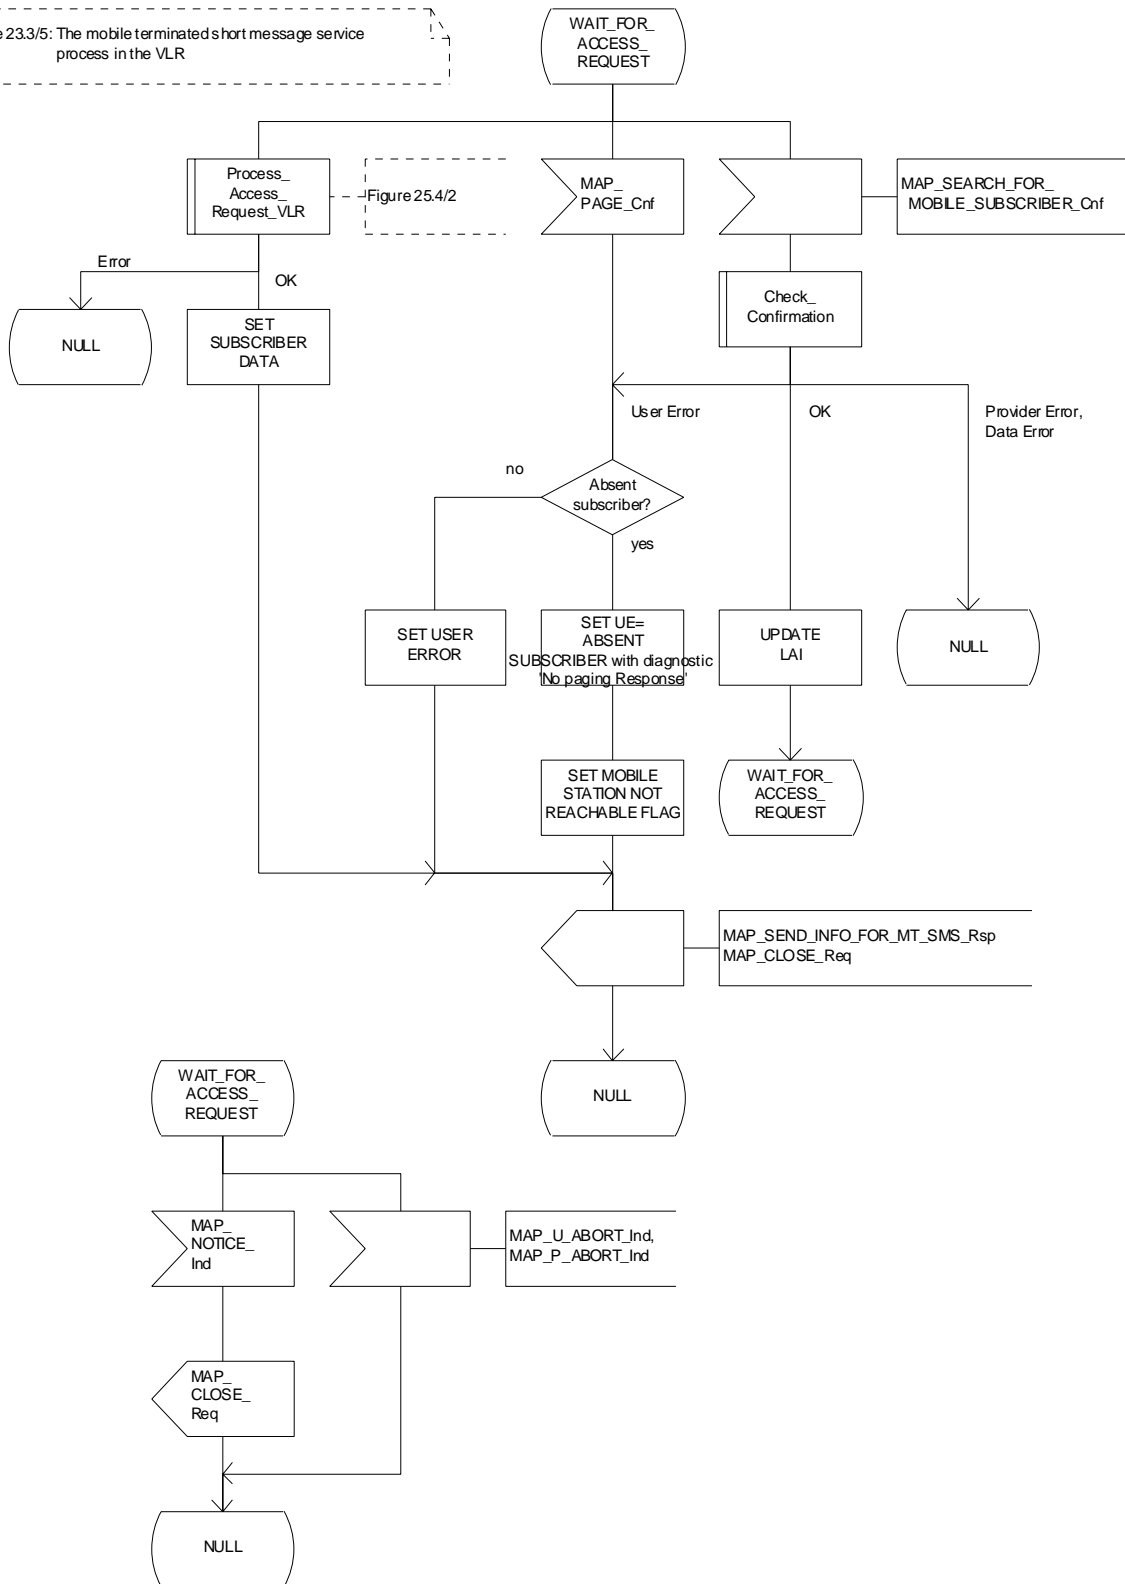 23.3/5: The mobile terminated short message service
process in the VLR
WAIT_FOR_
ACCESS_
REQUEST
Process_
Access_
Request_VLR
Figure 25.4/2
MAP_
PAGE_Cnf
MAP_SEARCH_FOR_
MOBILE_SUBSCRIBER_Cnf
Error
OK
Check_
Confirmation
NULL
SET
SUBSCRIBER
DATA
User Error
OK
Provider Error,
Data Error
no
Absent
subscriber?
yes
SET USER
ERROR
SET UE=
ABSENT
SUBSCRIBER with diagnostic
'No paging Response'
UPDATE
LAI
NULL
SET MOBILE
STATION NOT
REACHABLE FLAG
WAIT_FOR_
ACCESS_
REQUEST
MAP_SEND_INFO_FOR_MT_SMS_Rsp
MAP_CLOSE_Req
NULL
WAIT_FOR_
ACCESS_
REQUEST
MAP_
NOTICE_
Ind
MAP_U_ABORT_Ind,
MAP_P_ABORT_Ind
MAP_
CLOSE_
Req
NULL